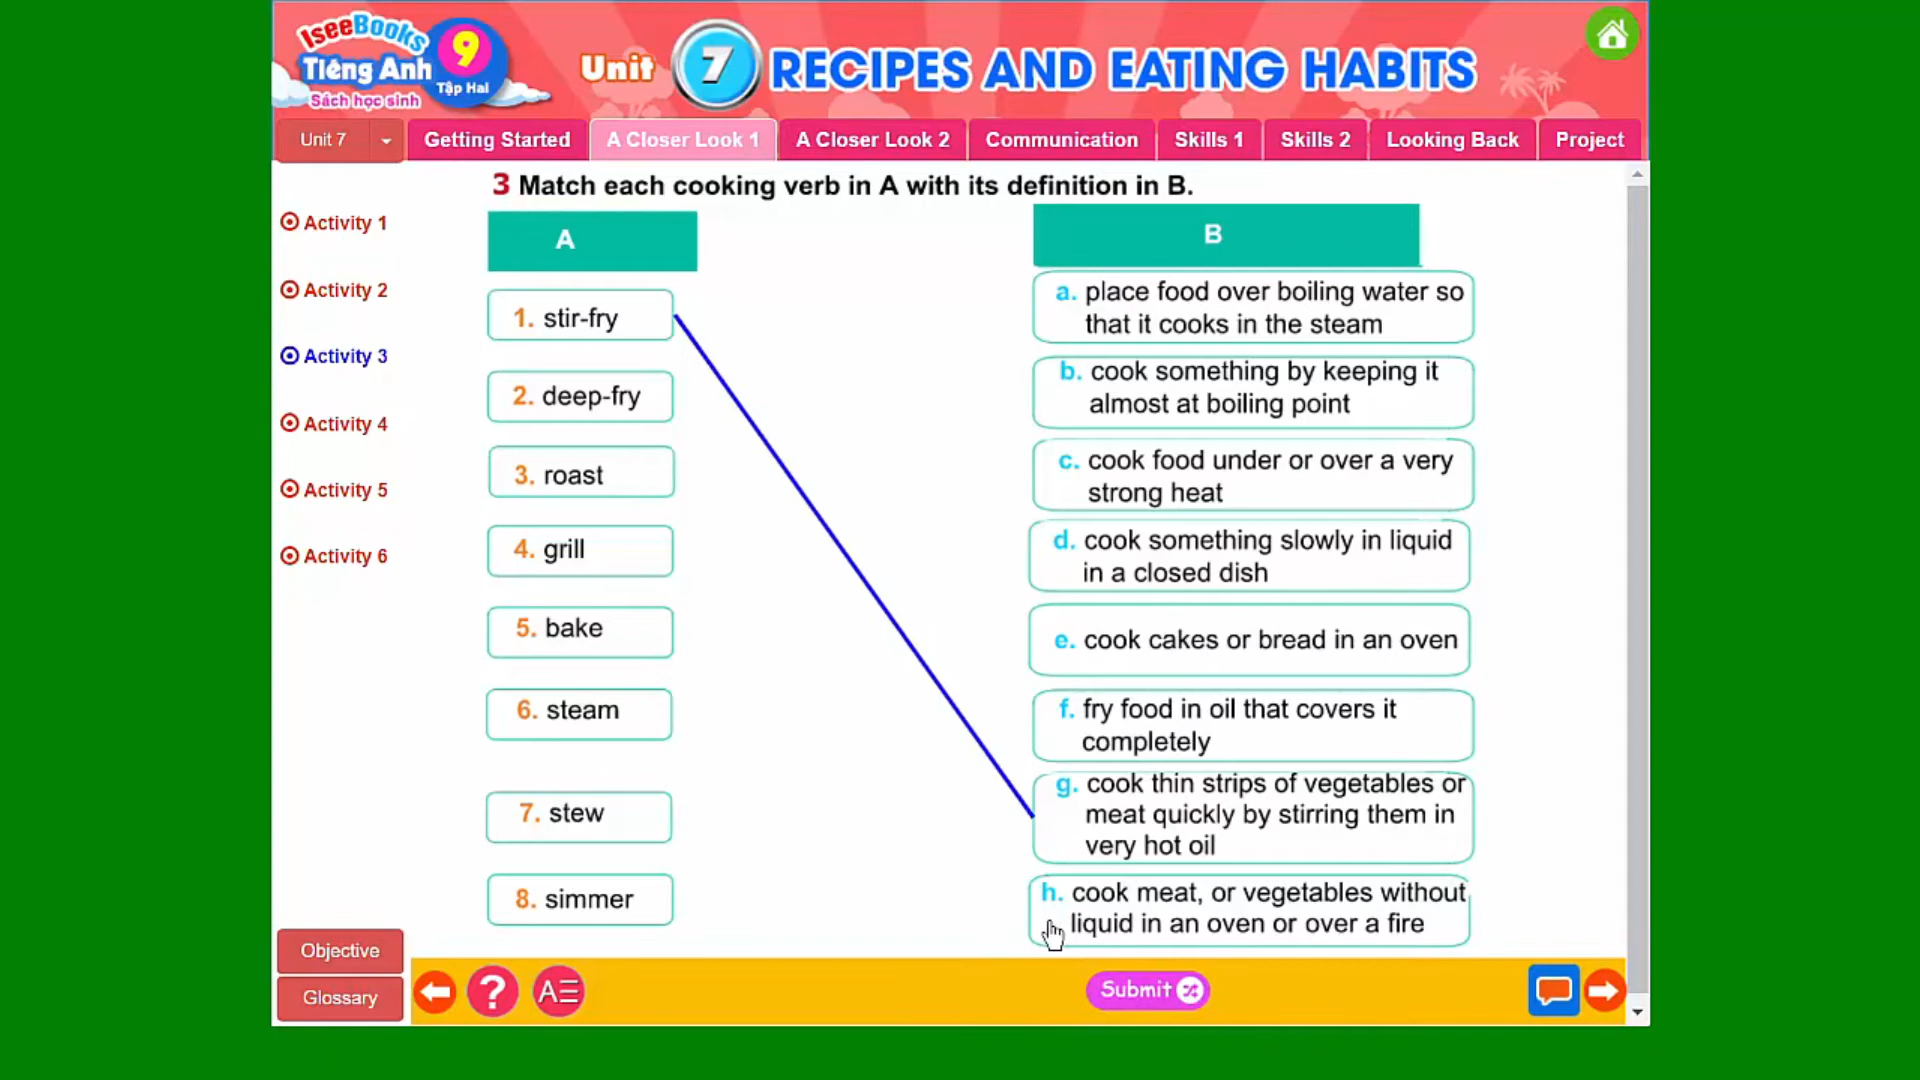 IseeBooks
Tiếng Anh 9
Tập Hai
Sách học sinh
Unit 7 RECIPES AND EATING HABITS
Unit 7
Getting Started
A Closer Look 1
A Closer Look 2
Communication
Skills 1
Skills 2
Looking Back
Project
3 Match each cooking verb in A with its definition in B.
Activity 1
Activity 2
Activity 3
Activity 4
Activity 5
Activity 6
A
1. stir-fry
2. deep-fry
3. roast
4. grill
5. bake
6. steam
7. stew
8. simmer
B
a. place food over boiling water so
that it cooks in the steam
b. cook something by keeping it
almost at boiling point
c. cook food under or over a very
strong heat
d. cook something slowly in liquid
in a closed dish
e. cook cakes or bread in an oven
f. fry food in oil that covers it
completely
g. cook thin strips of vegetables or
meat quickly by stirring them in
very hot oil
h. cook meat, or vegetables without
liquid in an oven or over a fire
Objective
Glossary
?
A
Submit